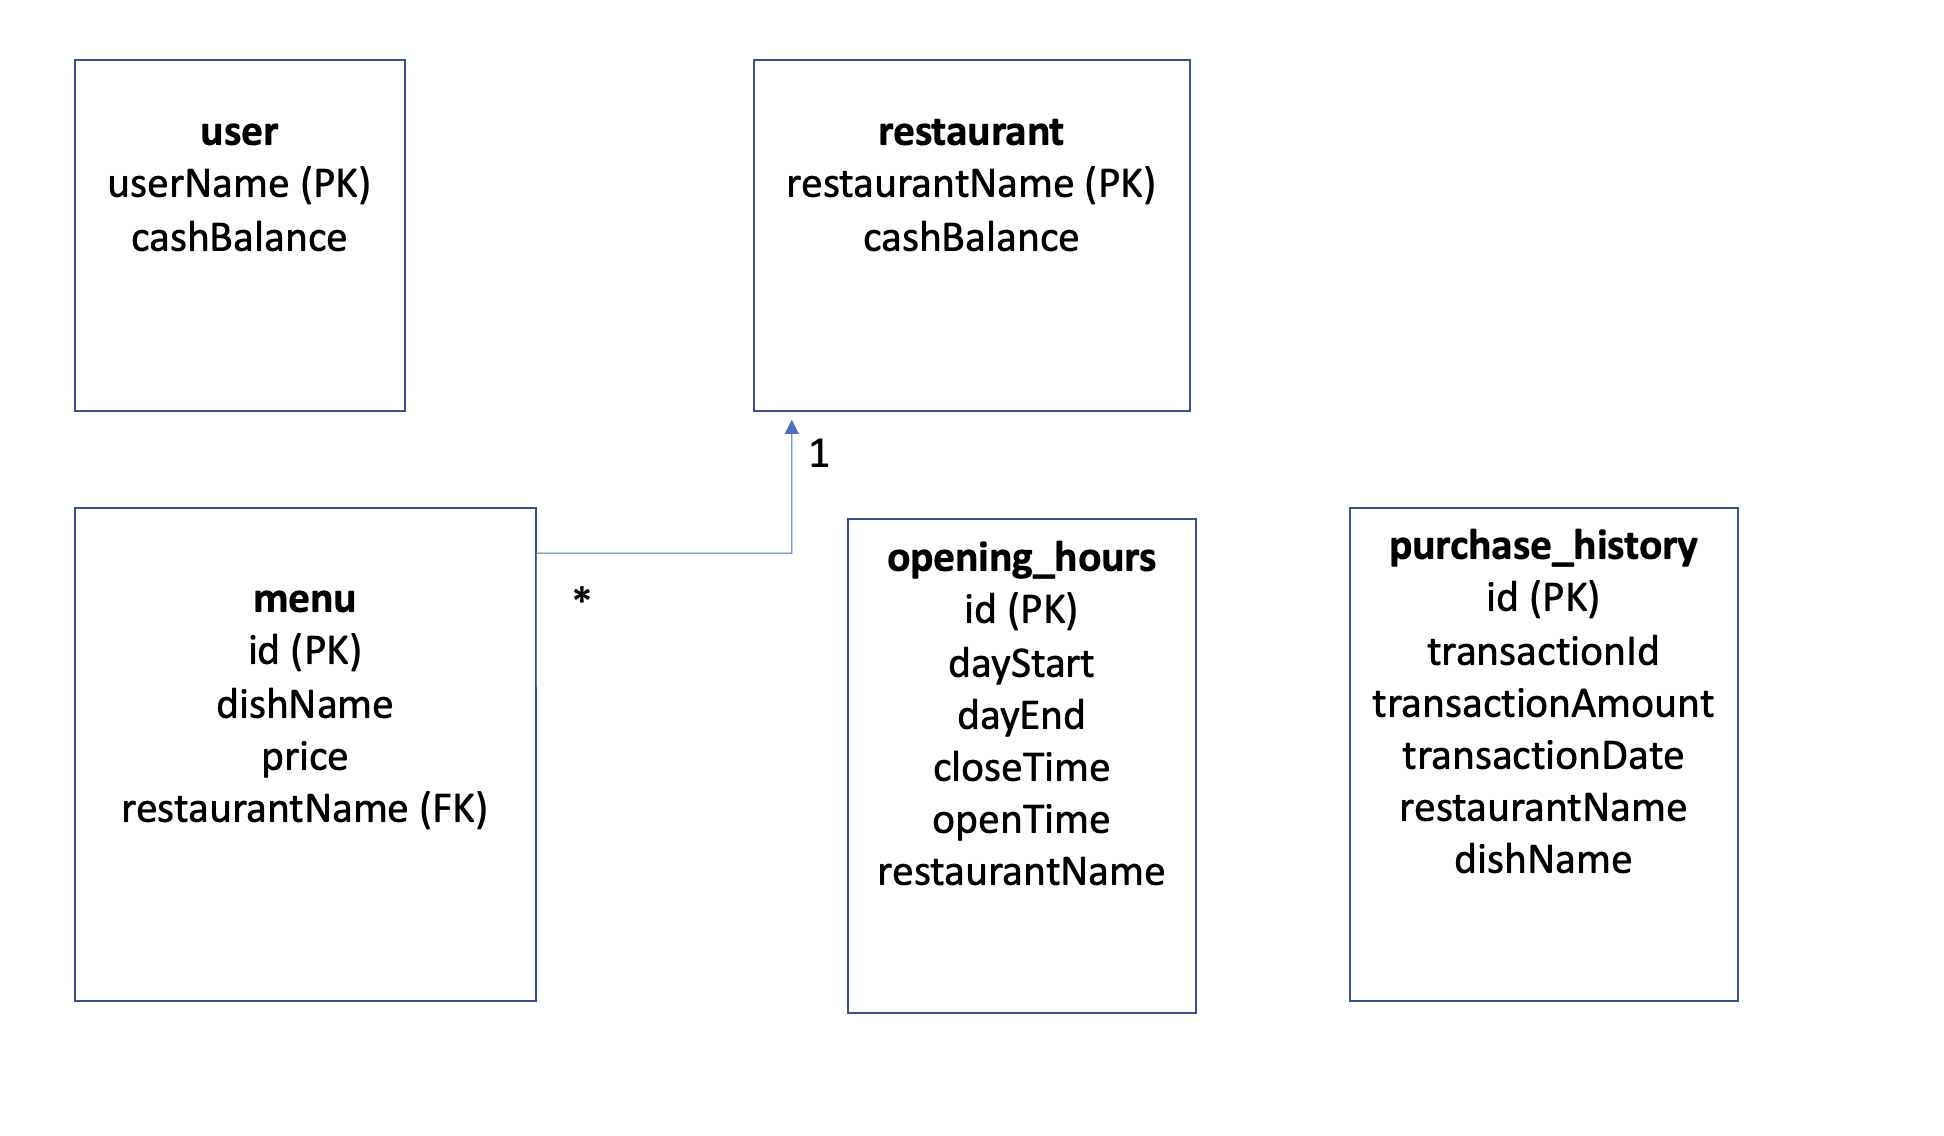 user
userName (PK)
cashBalance
restaurant
restaurantName (PK)
cashBalance
1
*
menu
id (PK)
dishName
price
restaurantName (FK)
opening_hours
id (PK)
dayStart
dayEnd
closeTime
openTime
restaurantName
purchase_history
id (PK)
transactionId
transactionAmount
transactionDate
restaurantName
dishName